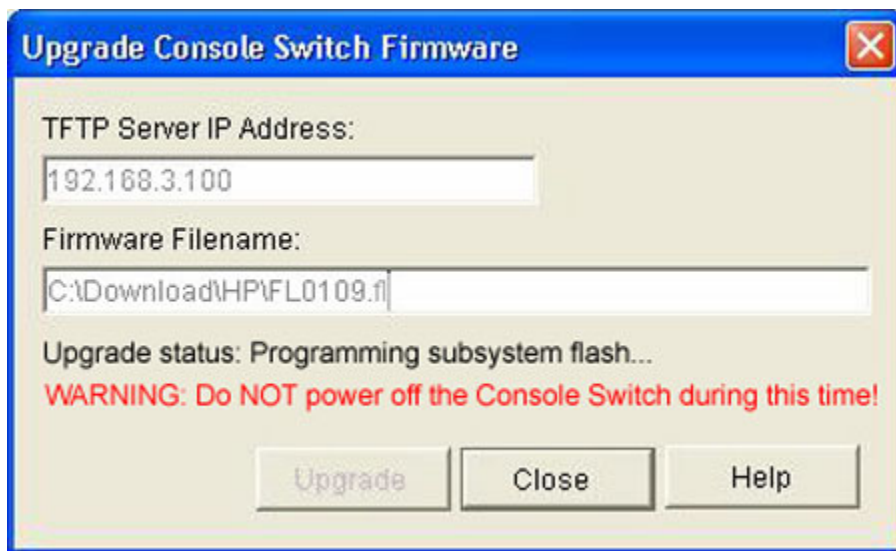 Upgrade Console Switch Firmware
TFTP Server IP Address:
192.168.3.100
Firmware Filename:
C:\Download\HP\FL0109.fl
Upgrade status: Programming subsystem flash...
WARNING: Do NOT power off the Console Switch during this time!
Upgrade Close Help